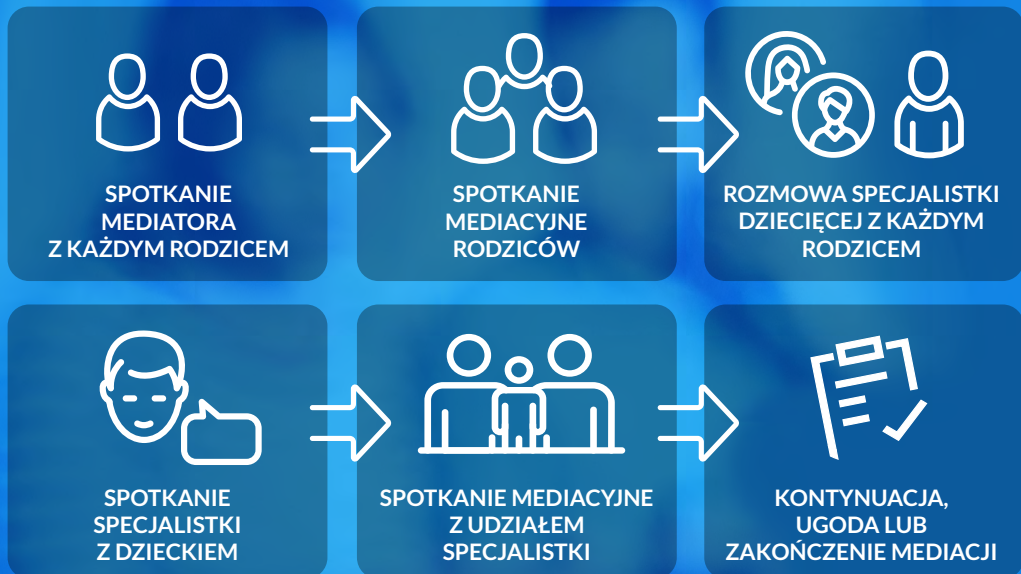 SPOTKANIE
MEDIATORA
Z KAŻDYM RODZICEM
SPOTKANIE
MEDIACYJNE
RODZICÓW
ROZMOWA SPECJALISTKI
DZIECIĘCEJ Z KAŻDYM
RODZICEM
SPOTKANIE
SPECJALISTKI
Z DZIECKIEM
SPOTKANIE MEDIACYJNE
Z UDZIAŁEM
SPECJALISTKI
KONTYNUACJA,
UGODA LUB
ZAKOŃCZENIE MEDIACJI